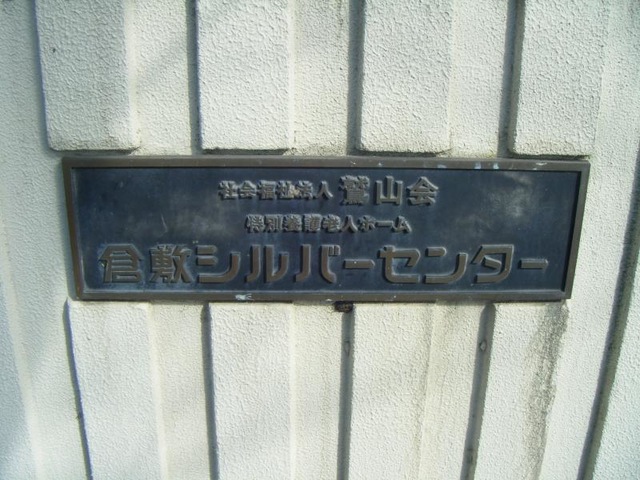 社会福祉法人 鷲山会
特別養護老人ホーム
倉敷シルバーセンター